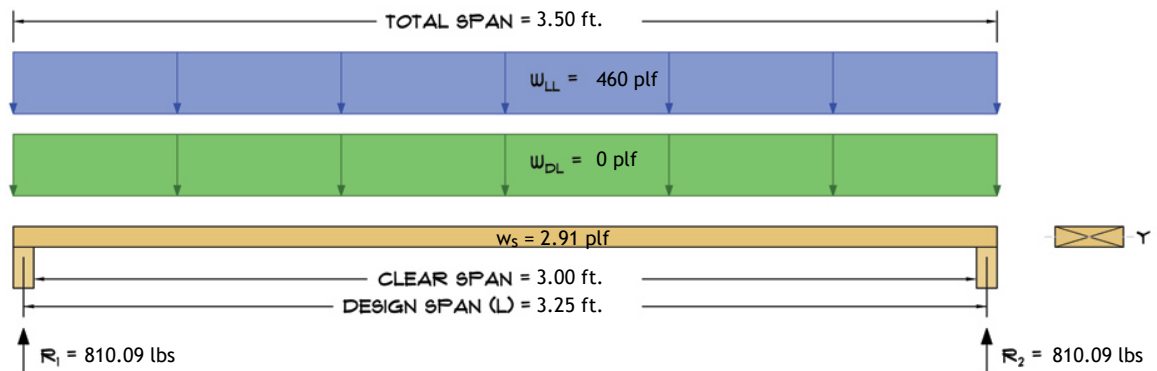 TOTAL SPAN = 3.50 ft.
WLL = 460 plf
WDL = 0 plf
ws = 2.91 plf
Y
CLEAR SPAN = 3.00 ft.
DESIGN SPAN (L) = 3.25 ft.
R1 = 810.09 lbs
R2 = 810.09 lbs